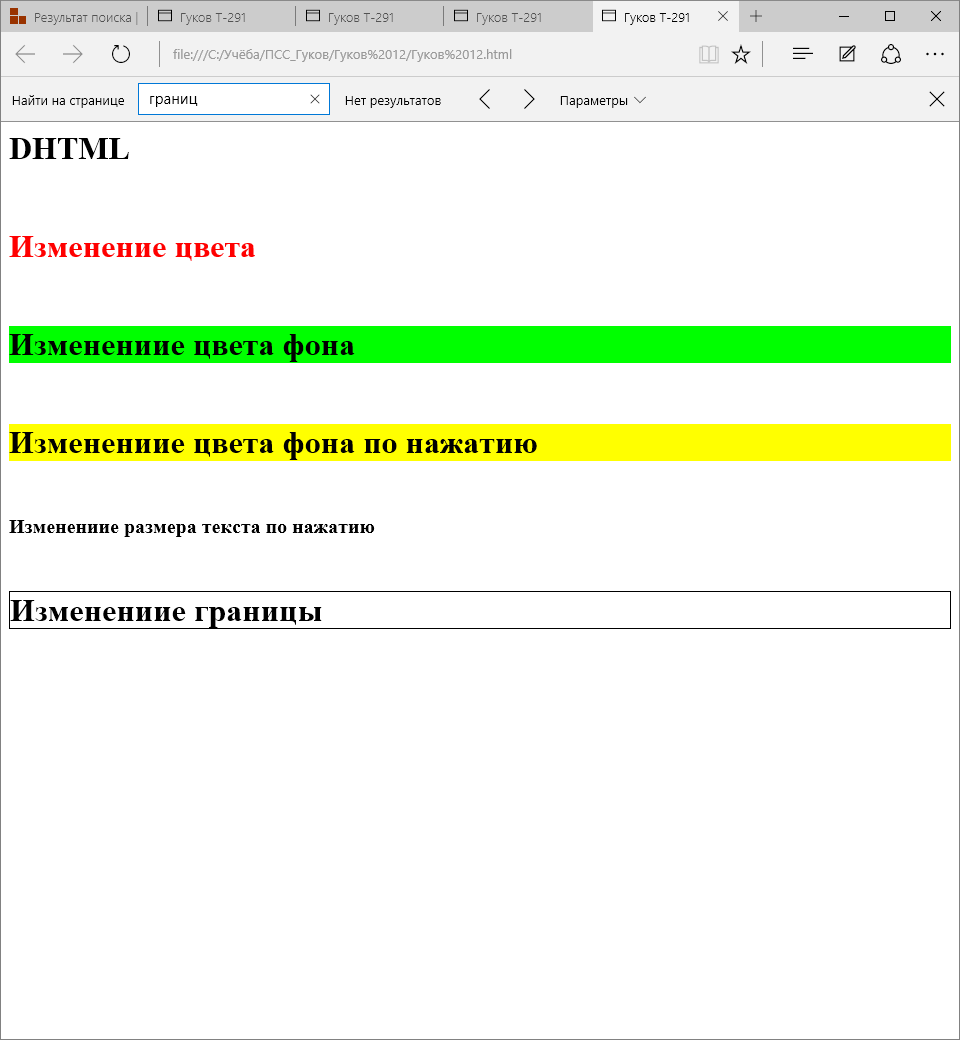 Результат поиска |
Гуков Т-291
Гуков Т-291
Гуков Т-291
Гуков Т-291
file:///C:/Учёба/ПСС_Гуков/Гуков%2012/Гуков%2012.html
Найти на странице
границ
Нет результатов
Параметры
DHTML
Изменение цвета
Изменениие цвета фона
Изменениие цвета фона по нажатию
Изменениие размера текста по нажатию
Изменениие границы